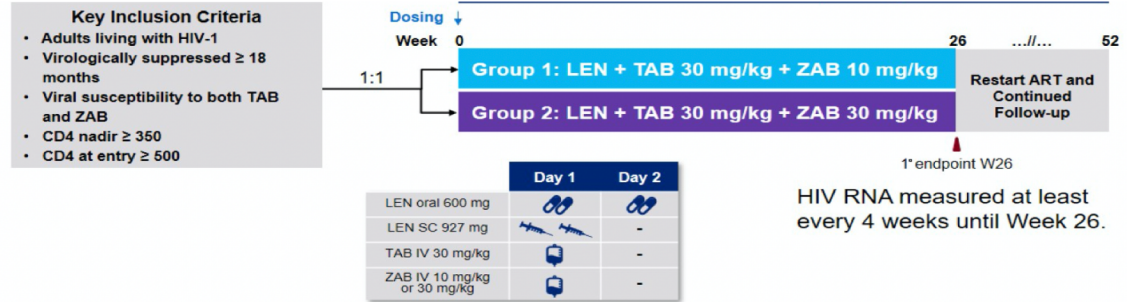 Key Inclusion Criteria
• Adults living with HIV-1
• Virologically suppressed ≥ 18
months
• Viral susceptibility to both TAB
and ZAB
• CD4 nadir ≥ 350
• CD4 at entry ≥ 500
1:1
Dosing
Week 0 26 ...//... 52
Group 1: LEN + TAB 30 mg/kg + ZAB 10 mg/kg
Group 2: LEN + TAB 30 mg/kg + ZAB 30 mg/kg
Restart ART and
Continued
Follow-up
1° endpoint W26
HIV RNA measured at least
every 4 weeks until Week 26.
Day 1 Day 2
LEN oral 600 mg
LEN SC 927 mg -
TAB IV 30 mg/kg -
ZAB IV 10 mg/kg
or 30 mg/kg -